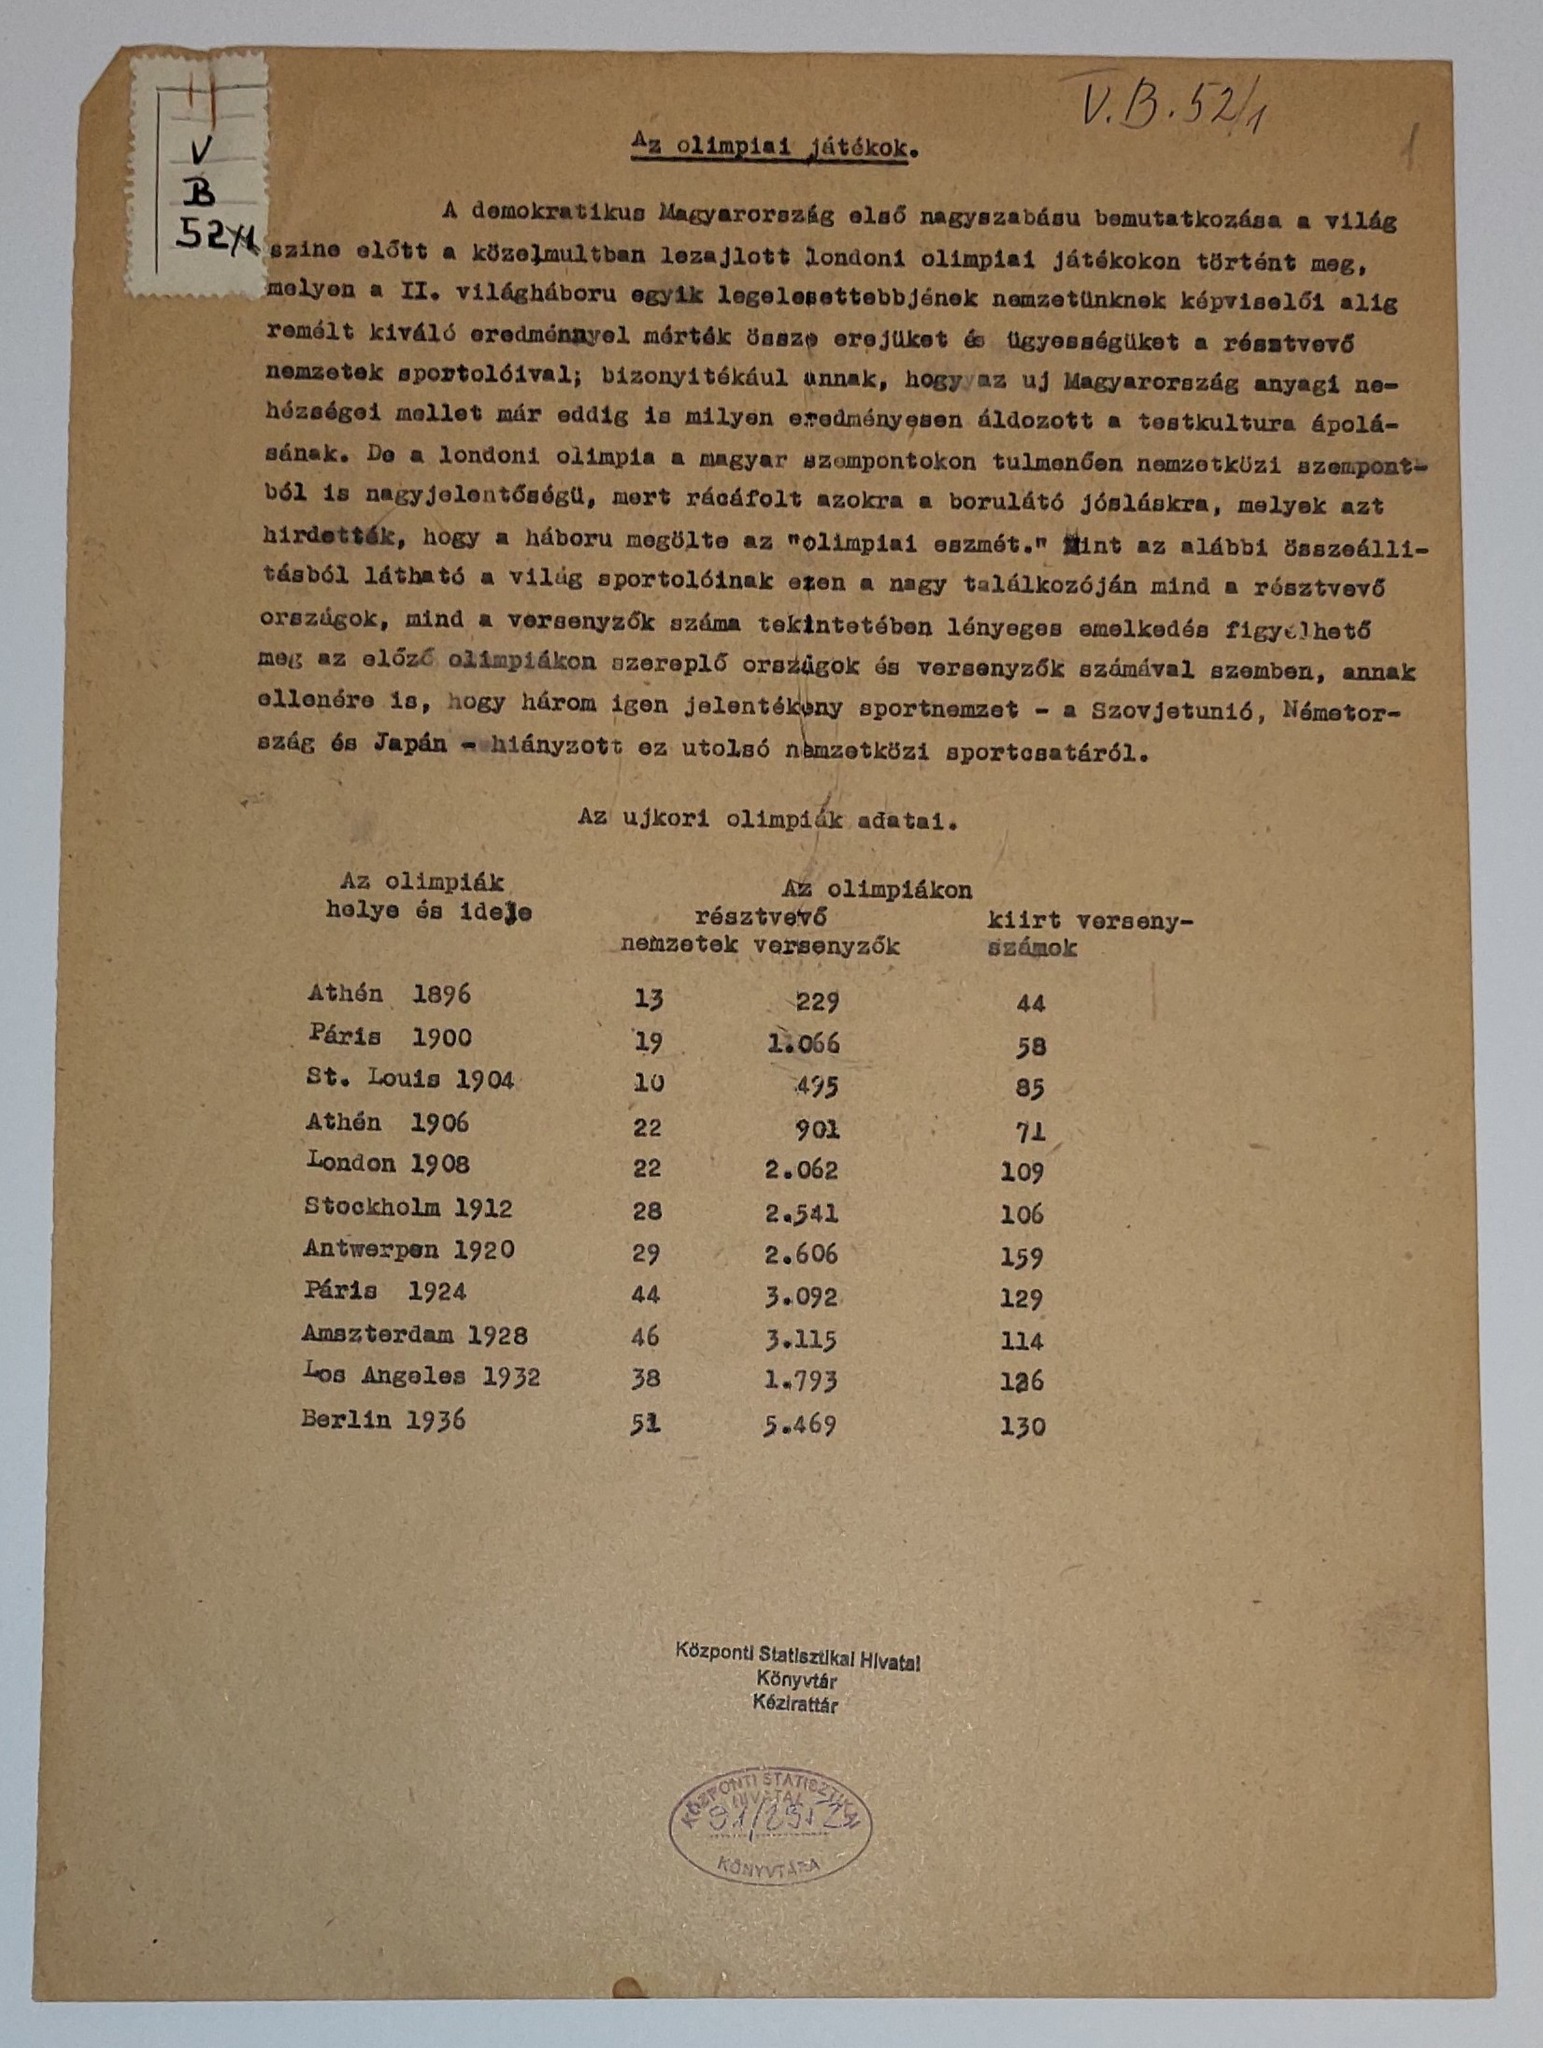 V.B.52/1
1
V
B
52/1
Az olimpiai játékok.
A demokratikus Magyarország első nagyszabásu bemutatkozása a világ
szine előtt a közelmultban lezajlott londoni olimpiai játékokon történt meg,
melyen a II. világháboru egyik legelesettebbjének nemzetünknek képviselői alig
remélt kiváló eredménnyel mérték össze erejüket és ügyességüket a résztvevő
nemzetek sportolóival; bizonyitékául annak, hogy az uj Magyarország anyagi ne-
hézségei mellet már eddig is milyen eredményesen áldozott a testkultura ápolá-
sának. De a londoni olimpia a magyar szempontokon tulmenően nemzetközi szempont-
ból is nagyjelentőségü, mert rácáfolt azokra a borulátó jósláskra, melyek azt
hirdették, hogy a háboru megölte az "olimpiai eszmét." Mint az alábbi összeálli-
tásból látható a világ sportolóinak ezen a nagy találkozóján mind a résztvevő
országok, mind a versenyzők száma tekintetében lényeges emelkedés figyelhető
meg az előző olimpiákon szereplő országok és versenyzők számával szemben, annak
ellenére is, hogy három igen jelentékeny sportnemzet - a Szovjetunió, Németor-
szág és Japán - hiányzott ez utolsó nemzetközi sportcsatáról.
Az ujkori olimpiák adatai.
Az olimpiák Az olimpiákon
helye és ideje résztvevő kiirt verseny-
nemzetek versenyzők számok
Athén 1896 13 229 44
Páris 1900 19 1.066 58
St. Louis 1904 10 495 85
Athén 1906 22 901 71
London 1908 22 2.062 109
Stockholm 1912 28 2.541 106
Antwerpen 1920 29 2.606 159
Páris 1924 44 3.092 129
Amszterdam 1928 46 3.115 114
Los Angeles 1932 38 1.793 126
Berlin 1936 51 5.469 130
Központi Statisztikai Hivatal
Könyvtár
Kézirattár
KÖZPONTI STATISZTIKAI
HIVATAL
KÖNYVTÁRA